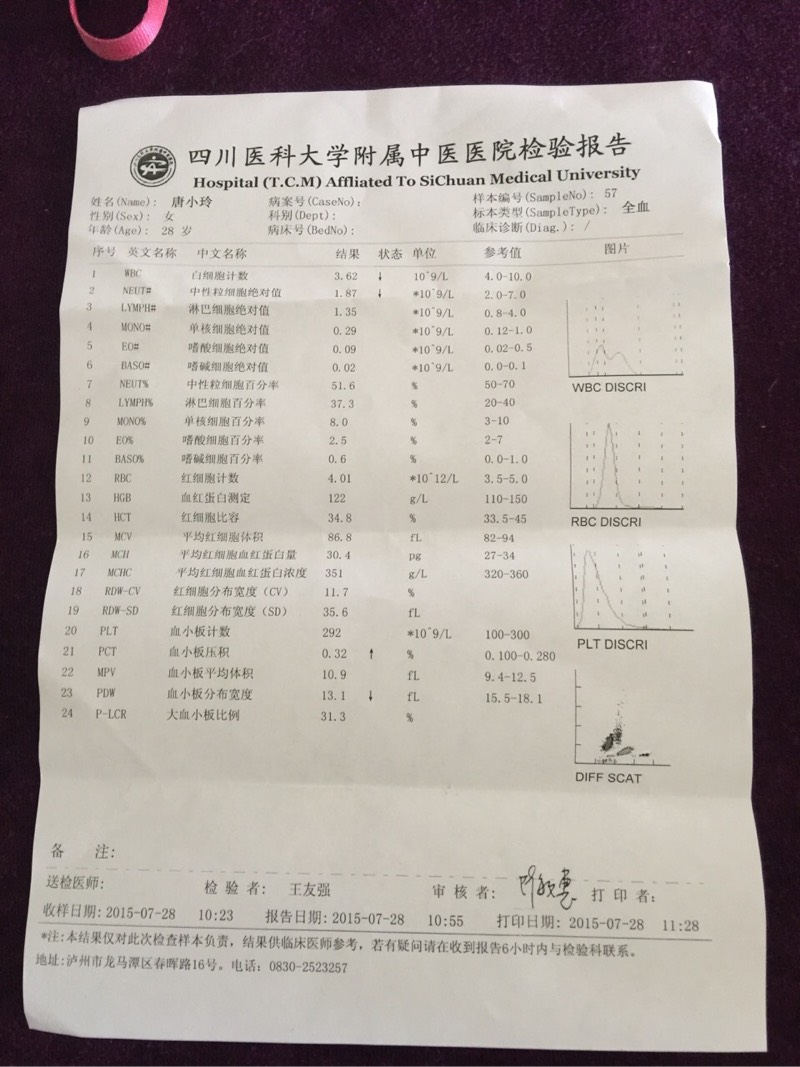 四川医科大学附属中医医院检验报告
Hospital (T.C.M) Affliated To SiChuan Medical University
姓名(Name): 唐小玲 病案号(CaseNo): 样本编号(SampleNo): 57
性别(Sex): 女 科别(Dept): 标本类型(SampleType): 全血
年龄(Age): 28 岁 病床号(BedNo): 临床诊断(Diag.): /
序号 英文名称 中文名称 结果 状态 单位 参考值 图片
1 WBC 白细胞计数 3.62 ↓ 10^9/L 4.0-10.0
2 NEUT# 中性粒细胞绝对值 1.87 ↓ *10^9/L 2.0-7.0
3 LYMPH# 淋巴细胞绝对值 1.35 *10^9/L 0.8-4.0
4 MONO# 单核细胞绝对值 0.29 *10^9/L 0.12-1.0
5 EO# 嗜酸细胞绝对值 0.09 *10^9/L 0.02-0.5
6 BASO# 嗜碱细胞绝对值 0.02 *10^9/L 0.0-0.1
7 NEUT% 中性粒细胞百分率 51.6 % 50-70
WBC DISCRI
8 LYMPH% 淋巴细胞百分率 37.3 % 20-40
9 MONO% 单核细胞百分率 8.0 % 3-10
10 EO% 嗜酸细胞百分率 2.5 % 2-7
11 BASO% 嗜碱细胞百分率 0.6 % 0.0-1.0
12 RBC 红细胞计数 4.01 *10^12/L 3.5-5.0
13 HGB 血红蛋白测定 122 g/L 110-150
14 HCT 红细胞比容 34.8 % 33.5-45
RBC DISCRI
15 MCV 平均红细胞体积 86.8 fL 82-94
16 MCH 平均红细胞血红蛋白量 30.4 pg 27-34
17 MCHC 平均红细胞血红蛋白浓度 351 g/L 320-360
18 RDW-CV 红细胞分布宽度(CV) 11.7 %
19 RDW-SD 红细胞分布宽度(SD) 35.6 fL
20 PLT 血小板计数 292 *10^9/L 100-300
PLT DISCRI
21 PCT 血小板压积 0.32 ↑ % 0.100-0.280
22 MPV 血小板平均体积 10.9 fL 9.4-12.5
23 PDW 血小板分布宽度 13.1 ↓ fL 15.5-18.1
24 P-LCR 大血小板比例 31.3 %
DIFF SCAT
备 注:
送检医师: 检 验 者: 王友强 审 核 者: 打 印 者:
收样日期: 2015-07-28 10:23 报告日期: 2015-07-28 10:55 打印日期: 2015-07-28 11:28
*注:本结果仅对此次检查样本负责,结果供临床医师参考,若有疑问请在收到报告6小时内与检验科联系。
地址:泸州市龙马潭区春晖路16号。电话: 0830-2523257